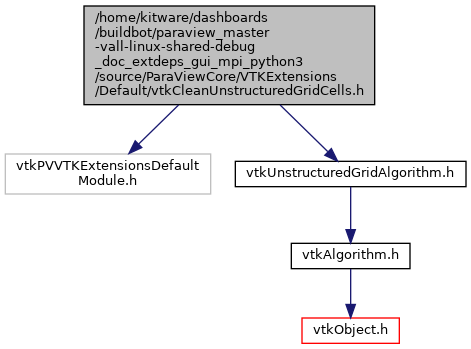 /home/kitware/dashboards
/buildbot/paraview_master
-vall-linux-shared-debug
_doc_extdeps_gui_mpi_python3
/source/ParaViewCore/VTKExtensions
/Default/vtkCleanUnstructuredGridCells.h
vtkPVVTKExtensionsDefault
Module.h
vtkUnstructuredGridAlgorithm.h
vtkAlgorithm.h
vtkObject.h